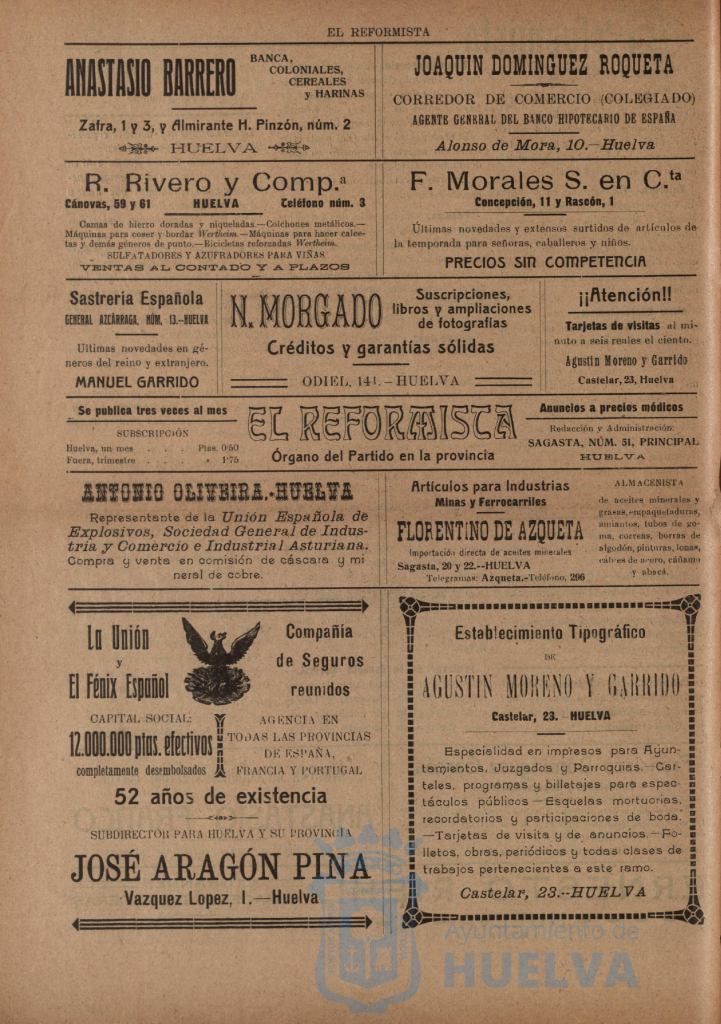 EL REFORMISTA
ANASTASIO BARRERO
BANCA,
COLONIALES,
CEREALES
y HARINAS
Zafra, 1 y 3, y Almirante H. Pinzón, núm. 2
HUELVA
JOAQUIN DOMINGUEZ ROQUETA
CORREDOR DE COMERCIO (COLEGIADO)
AGENTE GENERAL DEL BANCO HIPOTECARIO DE ESPAÑA
Alonso de Mora, 10.—Huelva
R. Rivero y Comp.ª
Cánovas, 59 y 61 HUELVA Celéfono núm. 3
Camas de hierro doradas y niqueladas.—Colchones metálicos.—
Máquinas para coser y bordar Wertheim.—Máquinas para hacer calce-
tas y demás géneros de punto.—Bicicletas reforzadas Wertheim.
SULFATADORES Y AZUFRADORES PARA VIÑAS
VENTAS AL CONTADO Y A PLAZOS
F. Morales S. en C.ta
Concepción, 11 y Rascón, 1
Últimas novedades y extensos surtidos de artículos de
la temporada para señoras, caballeros y niños.
PRECIOS SIN COMPETENCIA
Sastrería Española
GENERAL AZCÁRRAGA, NÚM. 13.-HUELVA
Ultimas novedades en gé-
neros del reino y extranjero.
MANUEL GARRIDO
N. MORGADO
Suscripciones,
libros y ampliaciones
de fotografías
Créditos y garantías sólidas
ODIEL, 141.—HUELVA
¡¡Atención!!
Tarjetas de visitas al mi-
nuto a seis reales el ciento.
Agustin Moreno y Garrido
Castelar, 23, Huelva
Se publica tres veces al mes
SUBSCRIPCIÓN
Huelva, un mes . . . Ptas. 0'50
Fuera, trimestre . . . » 1'75
EL REFORMISTA
Órgano del Partido en la provincia
Anuncios a precios módicos
Redacción y Administración:
SAGASTA, NÚM. 51, PRINCIPAL
HUELVA
ANTONIO OLIVEIRA.-HUELVA
Representante de la Unión Española de
Explosivos, Sociedad General de Indus-
tria y Comercio e Industrial Asturiana.
Compra y venta en comisión de cáscara y mi
neral de cobre.
Artículos para Industrias
Minas y Ferrocarriles
FLORENTINO DE AZQUETA
Importación directa de aceites minerales
Sagasta, 20 y 22.--HUELVA
Telegramas: Azqueta.-Teléfono, 296
ALMACENISTA
de aceites minerales y
grasas, empaquetaduras,
amiantos, tubos de go-
ma, correas, borras de
algodón, pinturas, lonas,
cables de acero, cáñamo
y abacá.
La Unión
y
El Fénix Español
Compañía
de Seguros
reunidos
CAPITAL SOCIAL:
12.000.000 ptas. efectivos
completamente desembolsados
AGENCIA EN
TODAS LAS PROVINCIAS
DE ESPAÑA,
FRANCIA Y PORTUGAL
52 años de existencia
SUBDIRECTOR PARA HUELVA Y SU PROVINCIA
JOSÉ ARAGÓN PINA
Vazquez Lopez, 1.—Huelva
Establecimiento Tipográfico
DE
AGUSTIN MORENO Y GARRIDO
Castelar, 23. - HUELVA
Especialidad en impresos para Ayun-
tamientos, Juzgados y Parroquias.—Car-
teles, programas y billetajes para espec-
táculos públicos—Esquelas mortuorias,
recordatorios y participaciones de boda.
—Tarjetas de visita y de anuncios.—Fo-
lletos, obras, periódicos y todas clases de
trabajos pertenecientes a este ramo.
Castelar, 23.--HUELVA
Ayuntamiento de
HUELVA